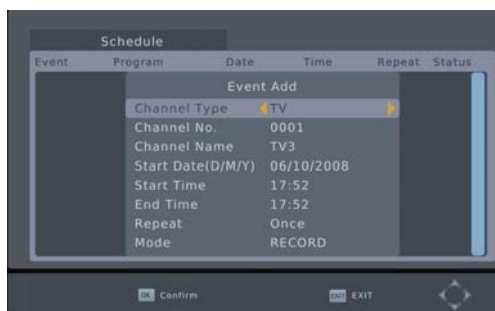 Schedule
Event Program Date Time Repeat Status
Event Add
Channel Type TV
Channel No. 0001
Channel Name TV3
Start Date(D/M/Y) 06/10/2008
Start Time 17:52
End Time 17:52
Repeat Once
Mode RECORD
OK Confirm EXIT EXIT